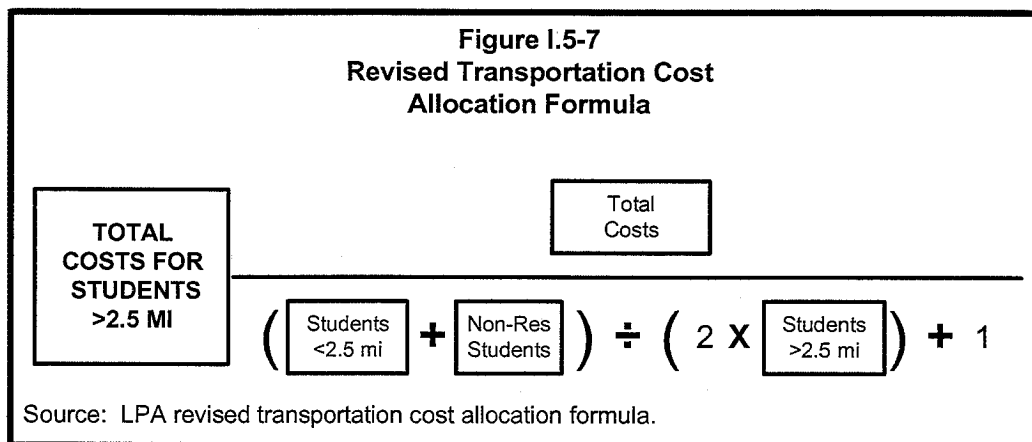 Figure I.5-7
Revised Transportation Cost
Allocation Formula
TOTAL
COSTS FOR
STUDENTS
>2.5 MI
Total
Costs
( Students <2.5 mi + Non-Res Students ) ÷ ( 2 X Students >2.5 mi ) + 1
Source: LPA revised transportation cost allocation formula.